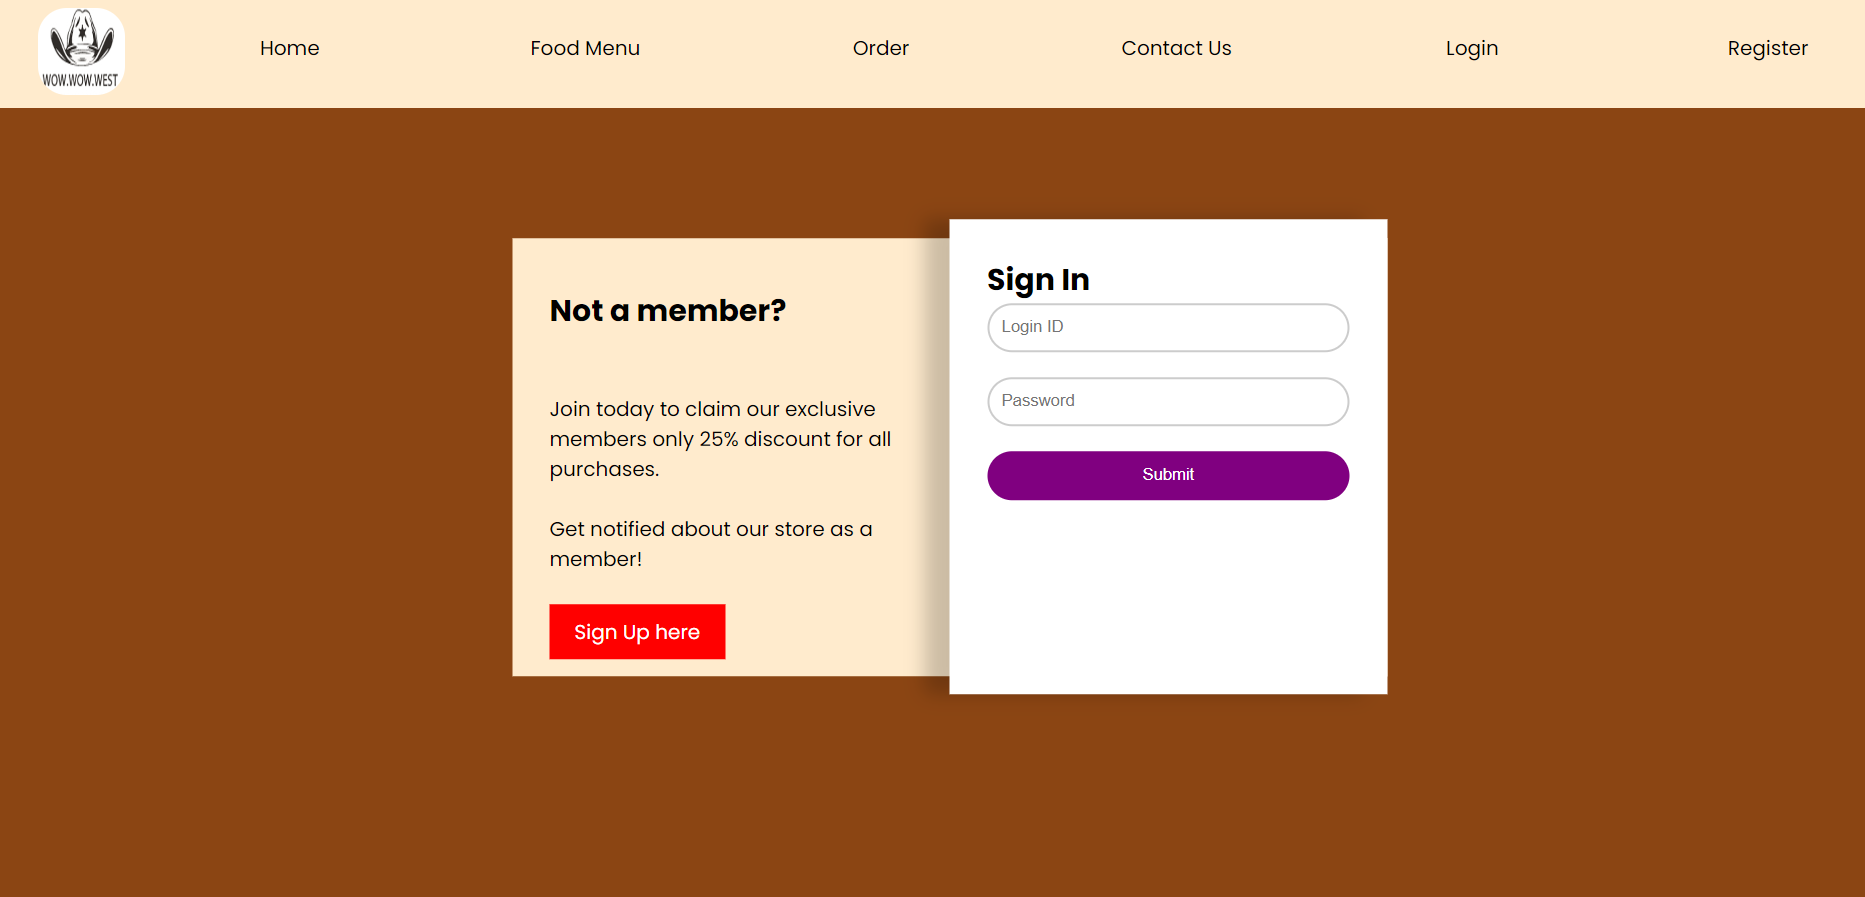 WOW.WOW.WEST
Home
Food Menu
Order
Contact Us
Login
Register
Not a member?
Join today to claim our exclusive
members only 25% discount for all
purchases.
Get notified about our store as a
member!
Sign Up here
Sign In
Login ID
Password
Submit